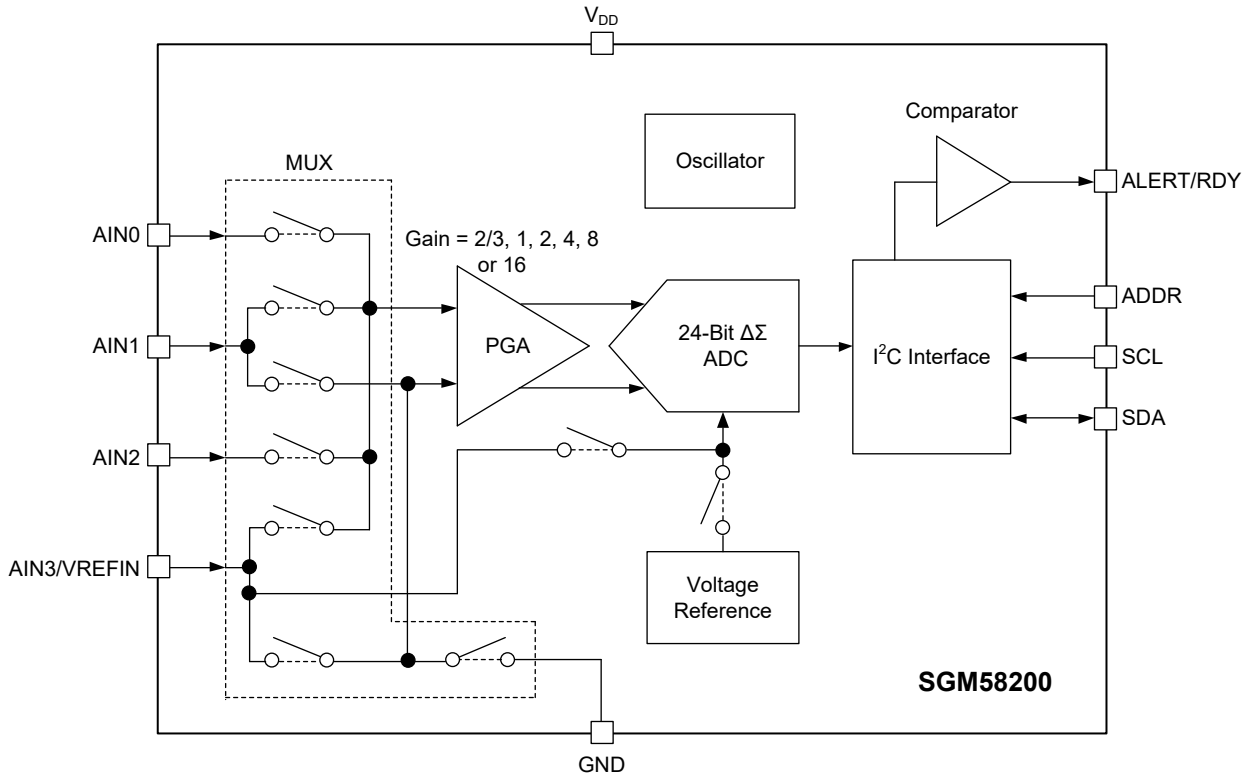 V_DD
Comparator
Oscillator
MUX
ALERT/RDY
AIN0
Gain = 2/3, 1, 2, 4, 8
or 16
ADDR
24-Bit ΔΣ
ADC
AIN1
PGA
I²C Interface
SCL
SDA
AIN2
AIN3/VREFIN
Voltage
Reference
SGM58200
GND